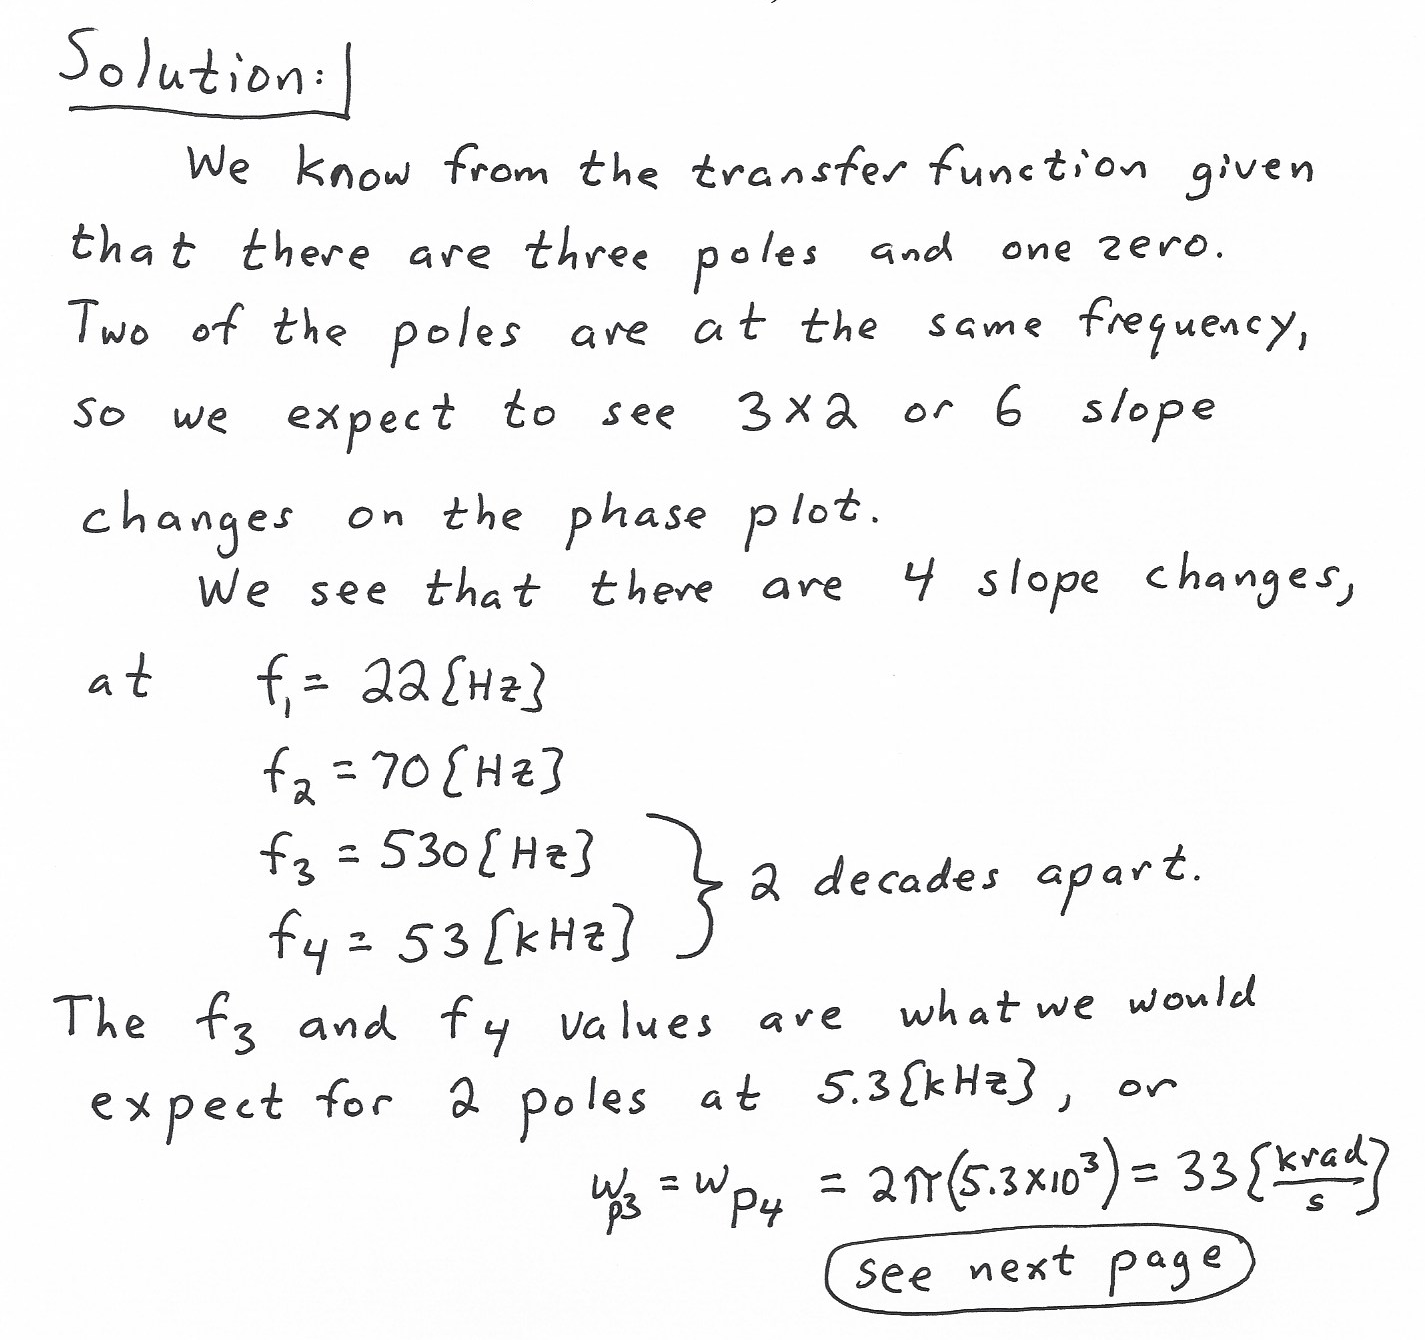 Solution:
We know from the transfer function given
that there are three poles and one zero.
Two of the poles are at the same frequency,
so we expect to see 3×2 or 6 slope
changes on the phase plot.
We see that there are 4 slope changes,
at f₁ = 22 [Hz]
f₂ = 70 [Hz]
f₃ = 530 [Hz]
f₄ = 53 [kHz] } 2 decades apart.
The f₃ and f₄ values are what we would
expect for 2 poles at 5.3 [kHz], or
ω_p3 = ω_p4 = 2π(5.3×10³) = 33 [krad/s]
see next page